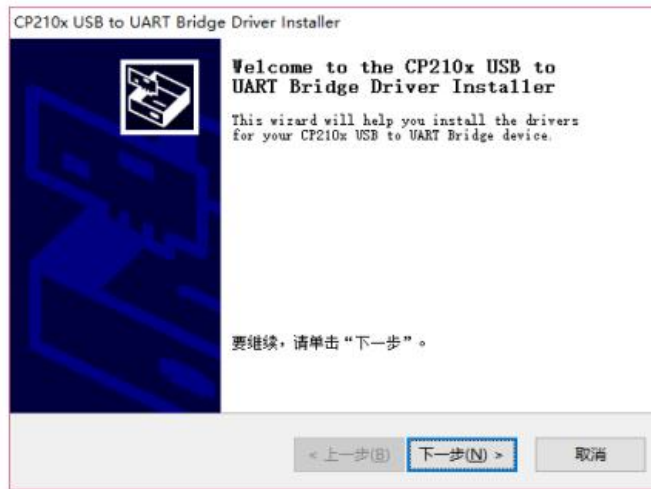 CP210x USB to UART Bridge Driver Installer
Welcome to the CP210x USB to
UART Bridge Driver Installer
This wizard will help you install the drivers
for your CP210x USB to UART Bridge device.
要继续，请单击“下一步”。
< 上一步(B)
下一步(N) >
取消